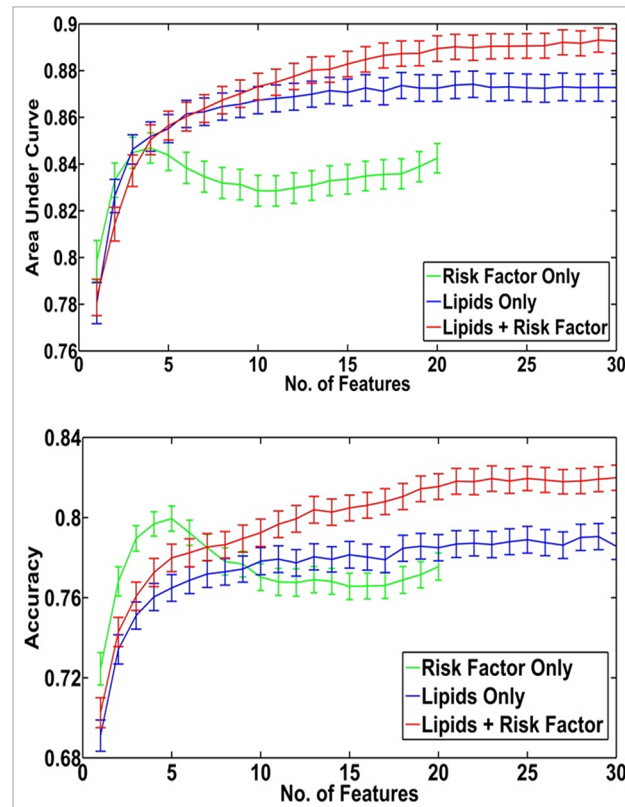 0.9
0.88
0.86
0.84
0.82
0.8
0.78
0.76
Area Under Curve
Risk Factor Only
Lipids Only
Lipids + Risk Factor
0 5 10 15 20 25 30
No. of Features
0.84
0.8
0.76
0.72
0.68
Accuracy
Risk Factor Only
Lipids Only
Lipids + Risk Factor
0 5 10 15 20 25 30
No. of Features